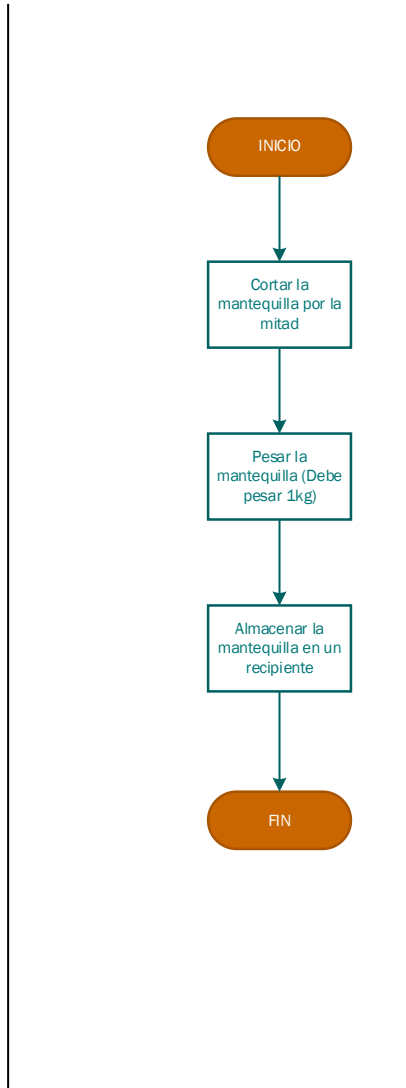 INICIO
Cortar la
mantequilla por la
mitad
Pesar la
mantequilla (Debe
pesar 1kg)
Almacenar la
mantequilla en un
recipiente
FIN